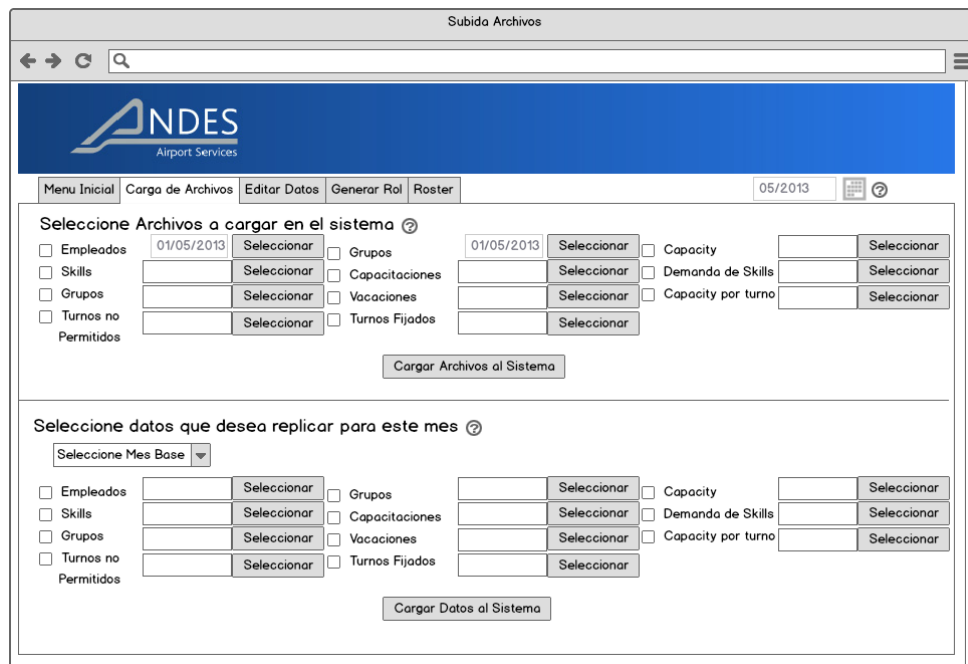 Subida Archivos
ANDES
Airport Services
Menu Inicial Carga de Archivos Editar Datos Generar Rol Roster 05/2013 ?
Seleccione Archivos a cargar en el sistema ?
Empleados 01/05/2013 Seleccionar Grupos 01/05/2013 Seleccionar Capacity Seleccionar
Skills Seleccionar Capacitaciones Seleccionar Demanda de Skills Seleccionar
Grupos Seleccionar Vacaciones Seleccionar Capacity por turno Seleccionar
Turnos no Seleccionar Turnos Fijados Seleccionar
Permitidos
Cargar Archivos al Sistema
Seleccione datos que desea replicar para este mes ?
Seleccione Mes Base
Empleados Seleccionar Grupos Seleccionar Capacity Seleccionar
Skills Seleccionar Capacitaciones Seleccionar Demanda de Skills Seleccionar
Grupos Seleccionar Vacaciones Seleccionar Capacity por turno Seleccionar
Turnos no Seleccionar Turnos Fijados Seleccionar
Permitidos
Cargar Datos al Sistema